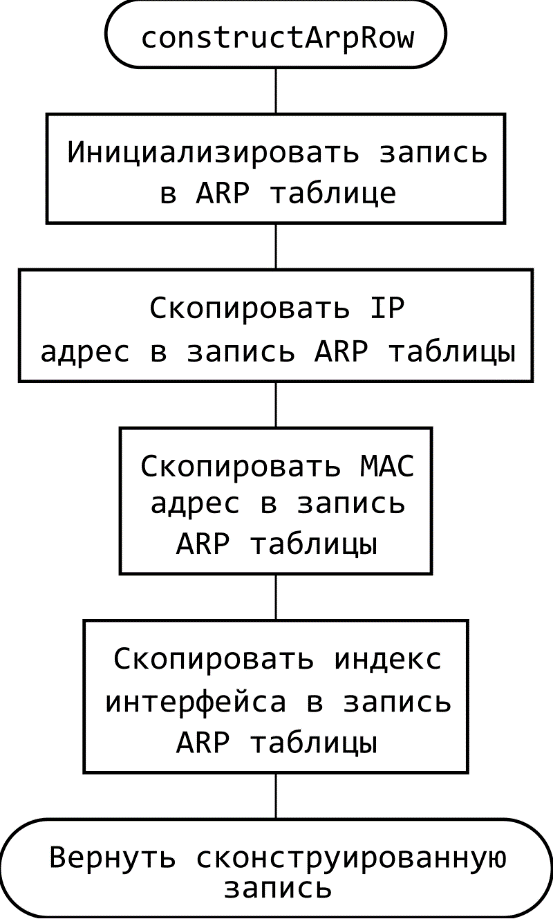 constructArpRow
Инициализировать запись
в ARP таблице
Скопировать IP
адрес в запись ARP таблицы
Скопировать MAC
адрес в запись
ARP таблицы
Скопировать индекс
интерфейса в запись
ARP таблицы
Вернуть сконструированную
запись